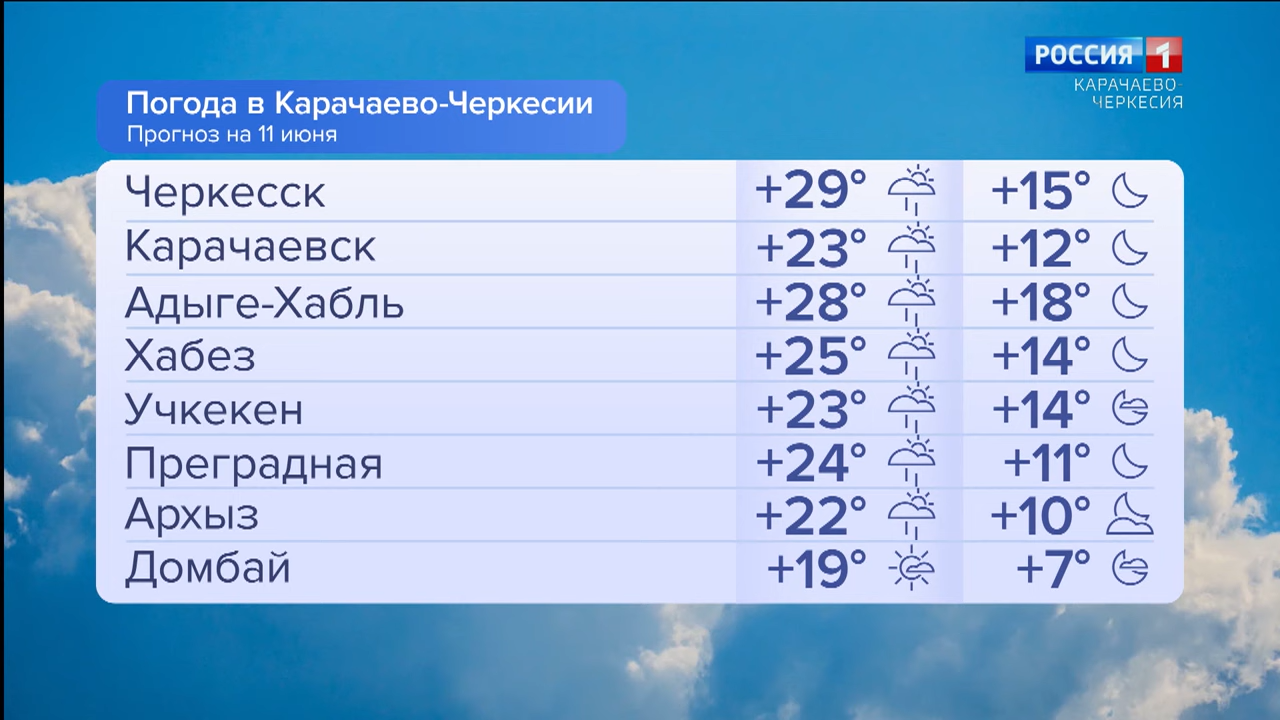 РОССИЯ 1
КАРАЧАЕВО-
ЧЕРКЕСИЯ
Погода в Карачаево-Черкесии
Прогноз на 11 июня
Черкесск +29° +15°
Карачаевск +23° +12°
Адыге-Хабль +28° +18°
Хабез +25° +14°
Учкекен +23° +14°
Преградная +24° +11°
Архыз +22° +10°
Домбай +19° +7°